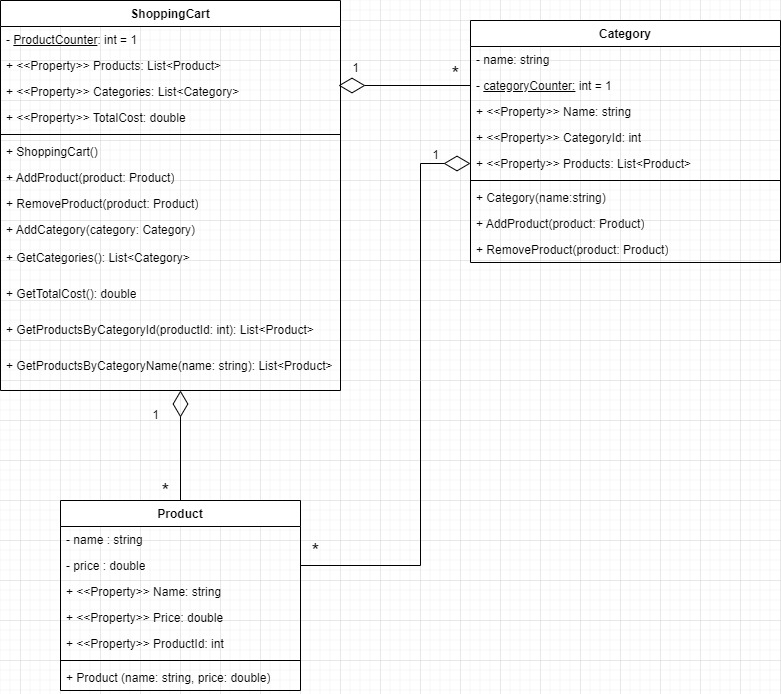 ShoppingCart
- ProductCounter: int = 1
+ <<Property>> Products: List<Product>
+ <<Property>> Categories: List<Category>
+ <<Property>> TotalCost: double
+ ShoppingCart()
+ AddProduct(product: Product)
+ RemoveProduct(product: Product)
+ AddCategory(category: Category)
+ GetCategories(): List<Category>
+ GetTotalCost(): double
+ GetProductsByCategoryId(productId: int): List<Product>
+ GetProductsByCategoryName(name: string): List<Product>
1
*
Category
- name: string
- categoryCounter: int = 1
+ <<Property>> Name: string
+ <<Property>> CategoryId: int
+ <<Property>> Products: List<Product>
+ Category(name:string)
+ AddProduct(product: Product)
+ RemoveProduct(product: Product)
1
*
1
*
Product
- name : string
- price : double
+ <<Property>> Name: string
+ <<Property>> Price: double
+ <<Property>> ProductId: int
+ Product (name: string, price: double)